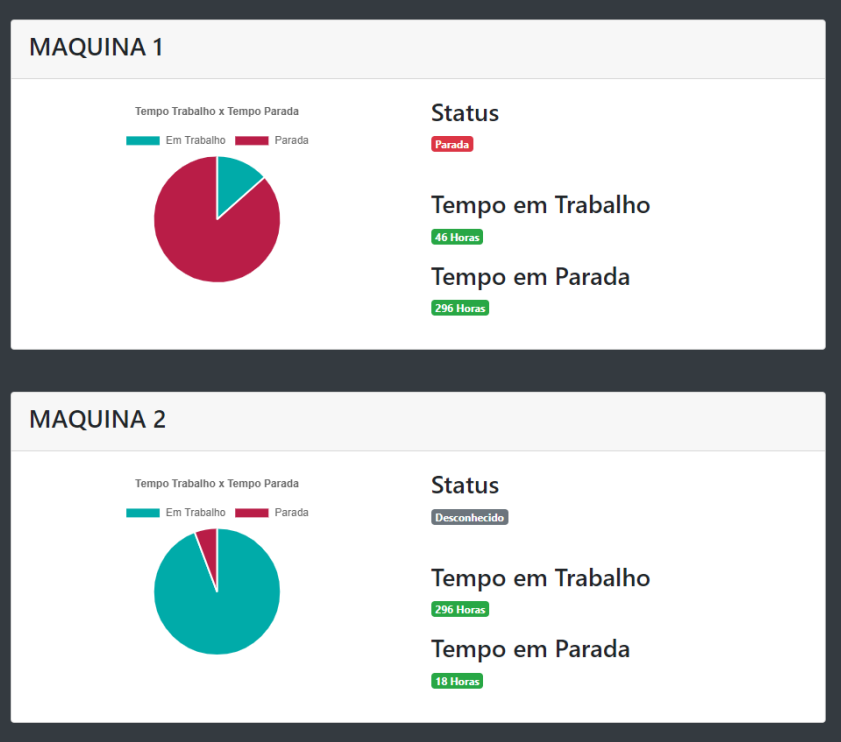 MAQUINA 1
Tempo Trabalho x Tempo Parada
Em Trabalho Parada
Status
Parada
Tempo em Trabalho
46 Horas
Tempo em Parada
296 Horas
MAQUINA 2
Tempo Trabalho x Tempo Parada
Em Trabalho Parada
Status
Desconhecido
Tempo em Trabalho
296 Horas
Tempo em Parada
18 Horas